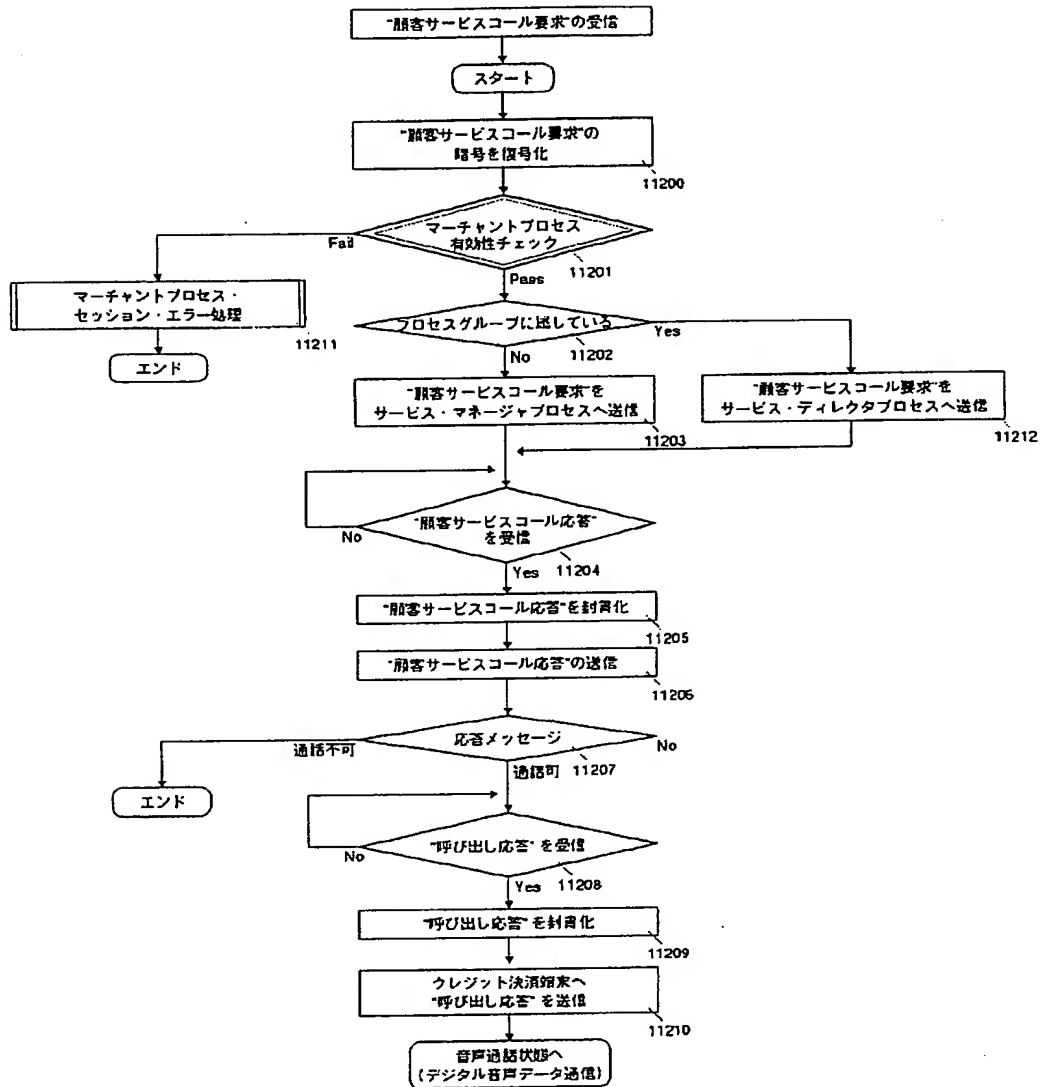 "顧客サービスコール要求"の受信
スタート
"顧客サービスコール要求"の
暗号を復号化
11200
マーチャントプロセス
有効性チェック
Fail
11201
Pass
マーチャントプロセス・
セッション・エラー処理
11211
エンド
プロセスグループに属している
Yes
11202
No
"顧客サービスコール要求"を
サービス・マネージャプロセスへ送信
11203
"顧客サービスコール要求"を
サービス・ディレクタプロセスへ送信
11212
"顧客サービスコール応答"
を受信
No
11204
Yes
"顧客サービスコール応答"を封書化
11205
"顧客サービスコール応答"の送信
11206
応答メッセージ
通話不可
No
11207
通話可
エンド
"呼び出し応答" を受信
No
11208
Yes
"呼び出し応答" を封書化
11209
クレジット決済端末へ
"呼び出し応答" を送信
11210
音声通話状態へ
(デジタル音声データ通信)